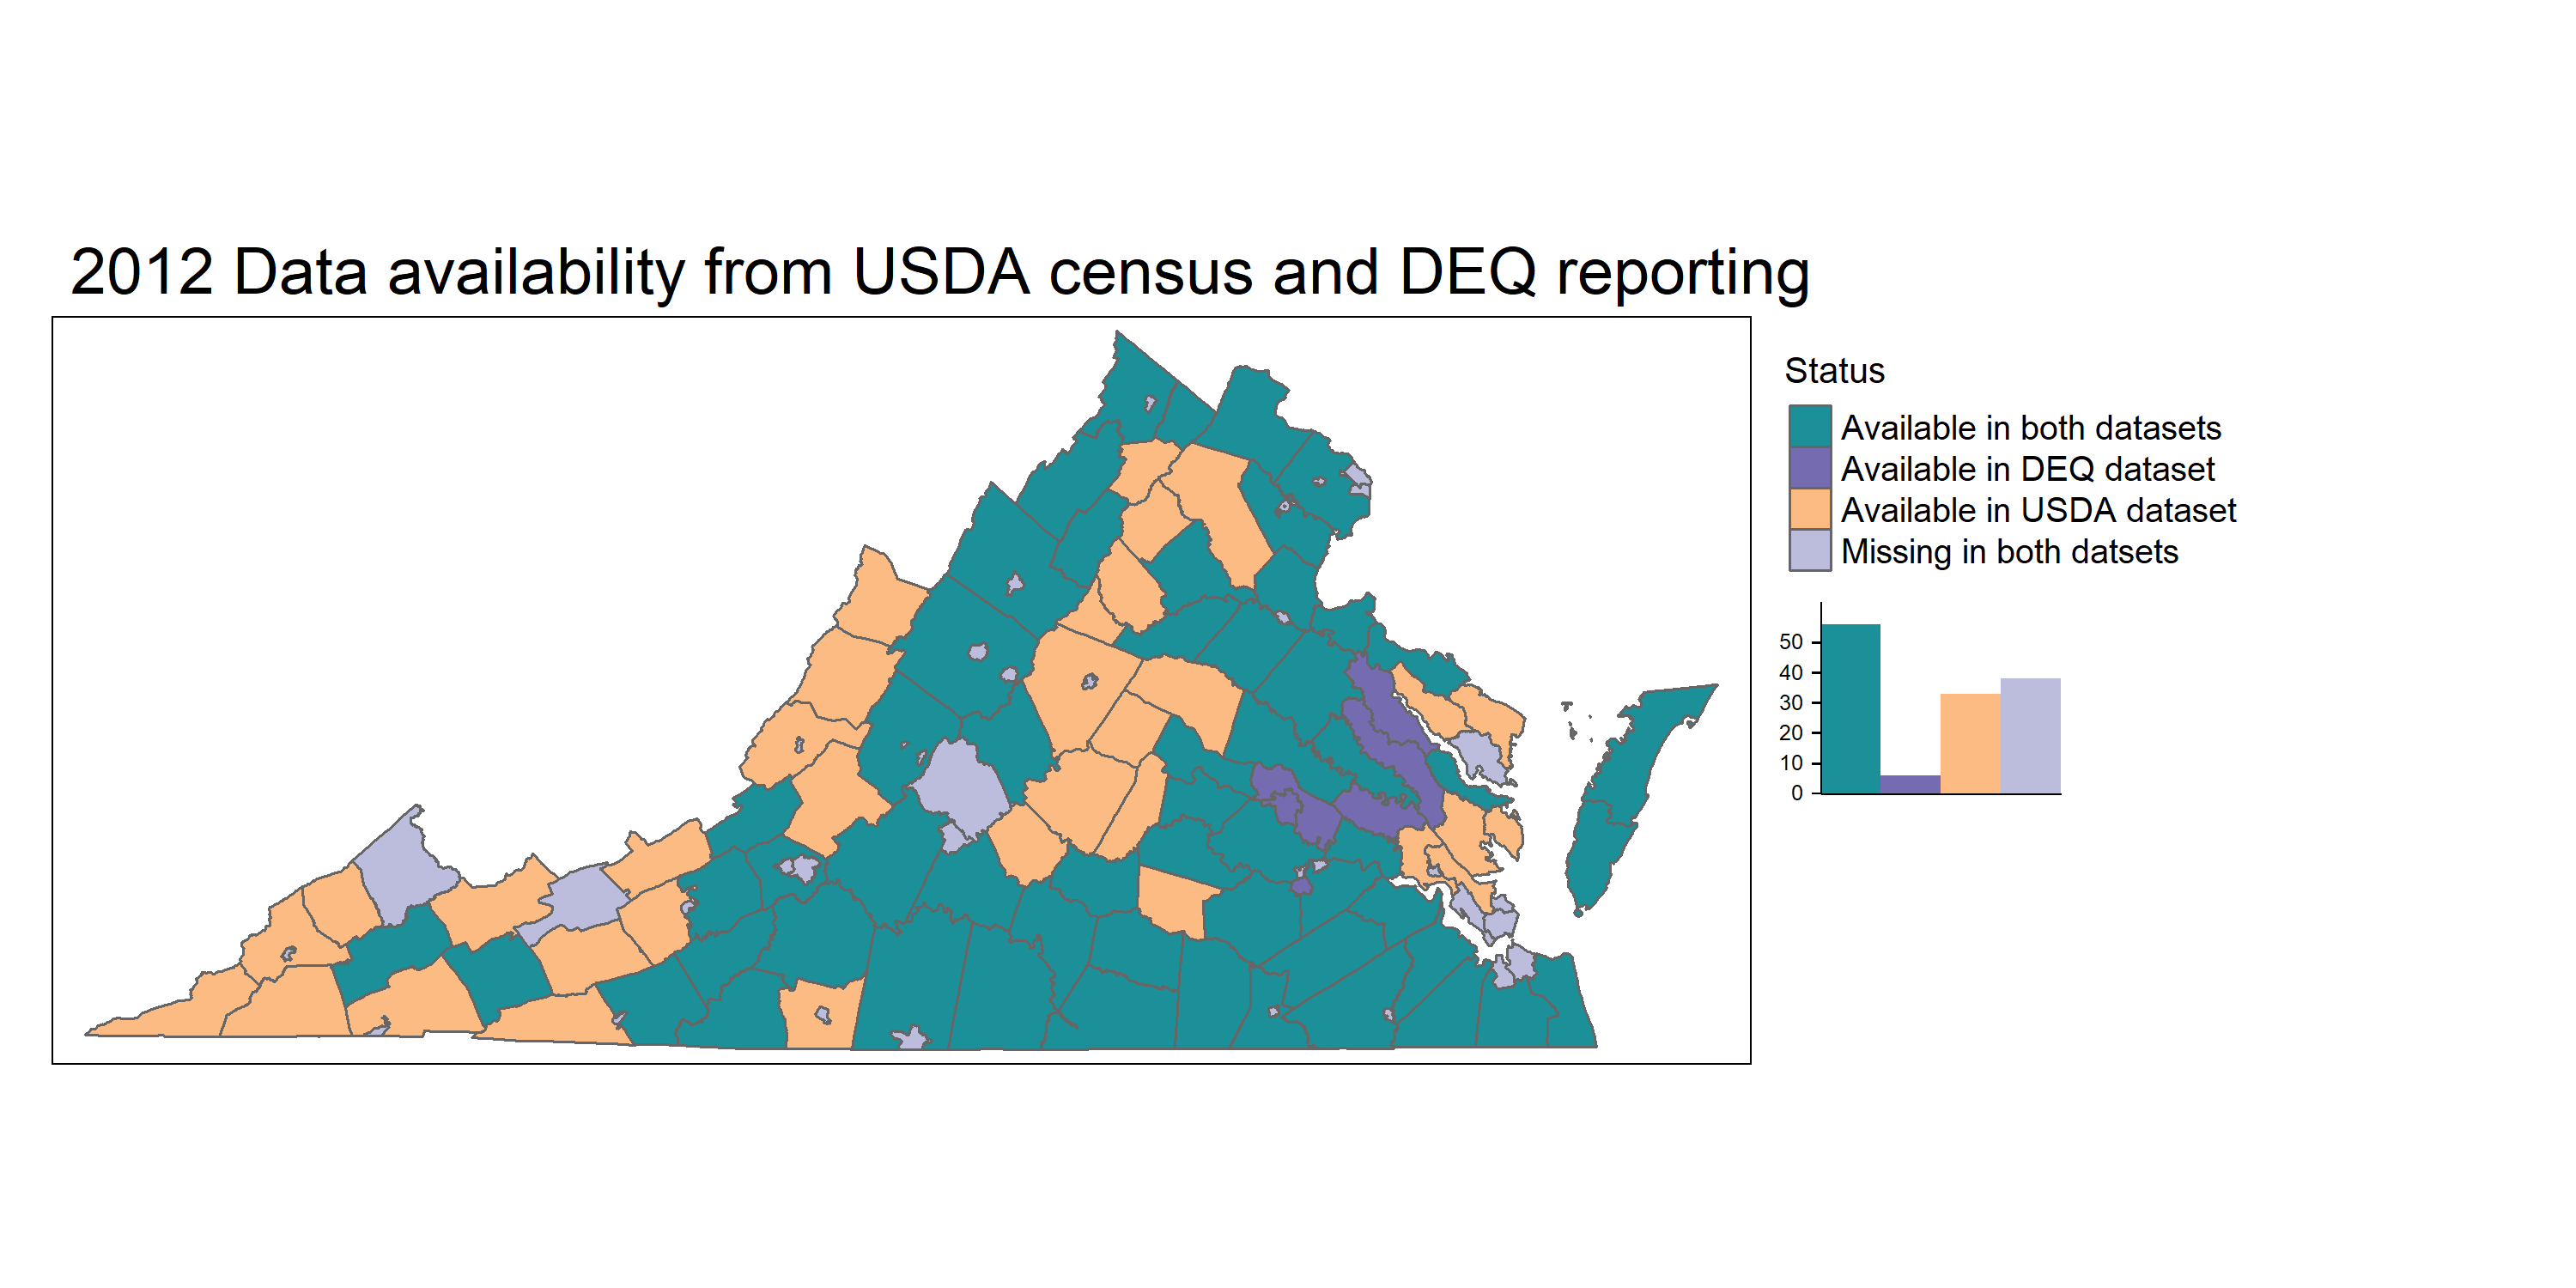 2012 Data availability from USDA census and DEQ reporting
Status
Available in both datasets
Available in DEQ dataset
Available in USDA dataset
Missing in both datsets
50
40
30
20
10
0